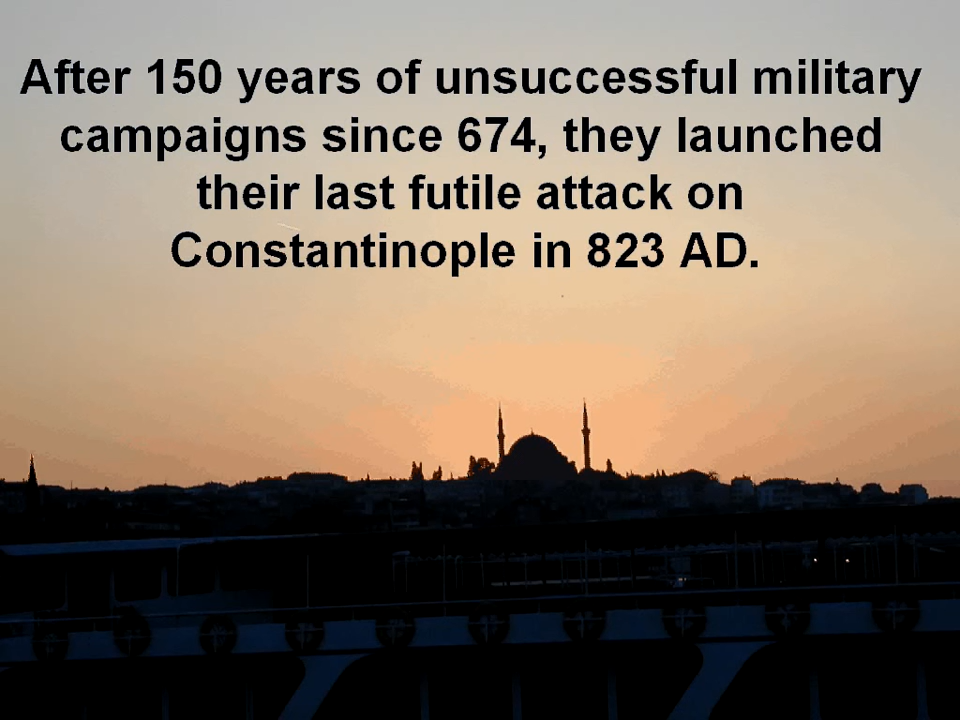 After 150 years of unsuccessful military
campaigns since 674, they launched
their last futile attack on
Constantinople in 823 AD.